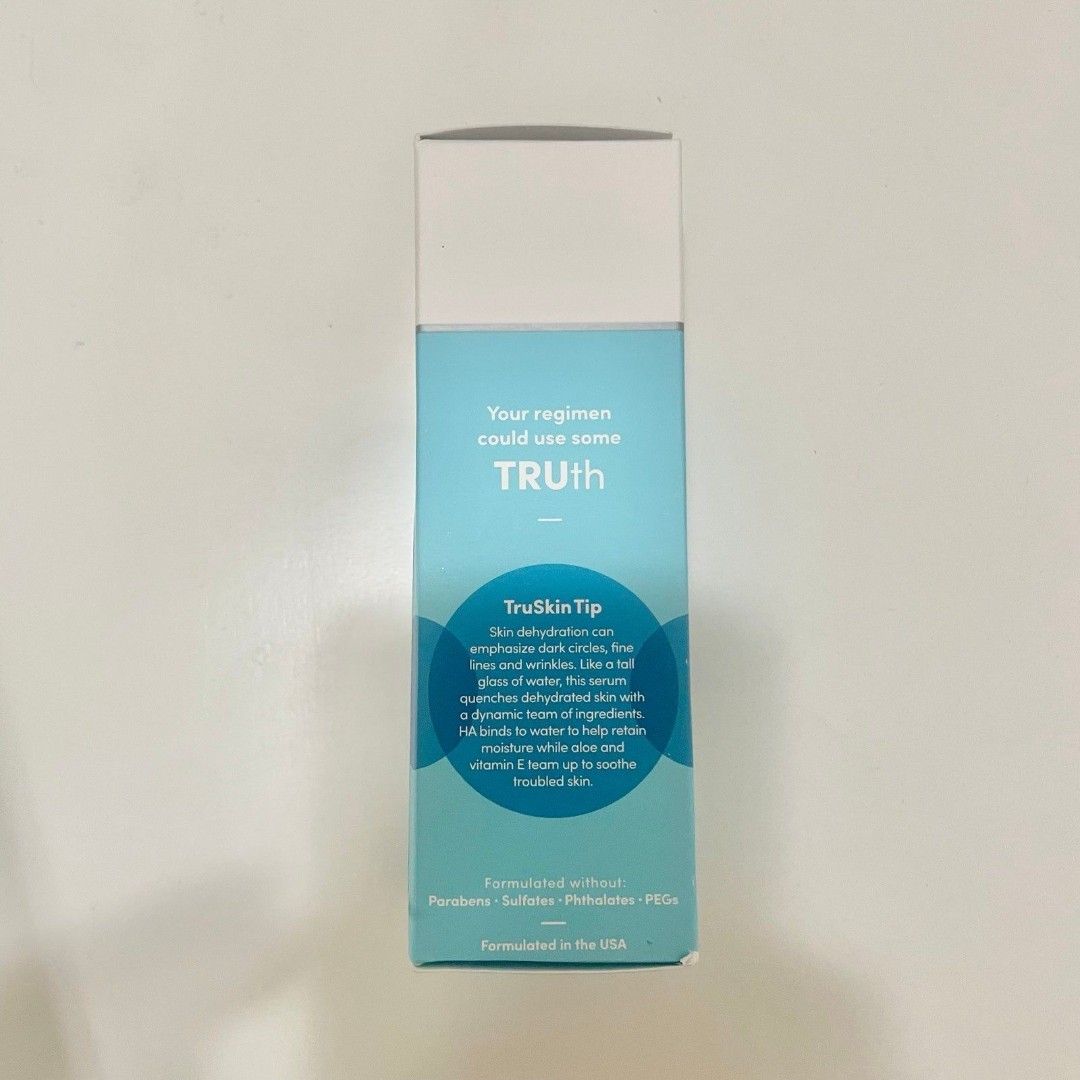 Your regimen
could use some
TRUth
TruSkin Tip
Skin dehydration can
emphasize dark circles, fine
lines and wrinkles. Like a tall
glass of water, this serum
quenches dehydrated skin with
a dynamic team of ingredients.
HA binds to water to help retain
moisture while aloe and
vitamin E team up to soothe
troubled skin.
Formulated without:
Parabens · Sulfates · Phthalates · PEGs
Formulated in the USA